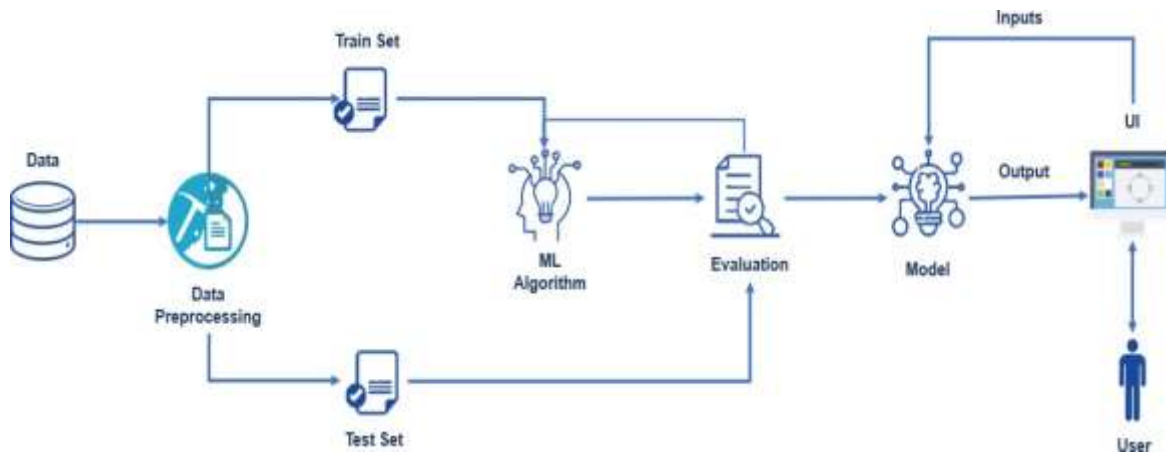 Inputs
Train Set
UI
Data
Output
ML
Algorithm
Evaluation
Model
Data
Preprocessing
Test Set
User